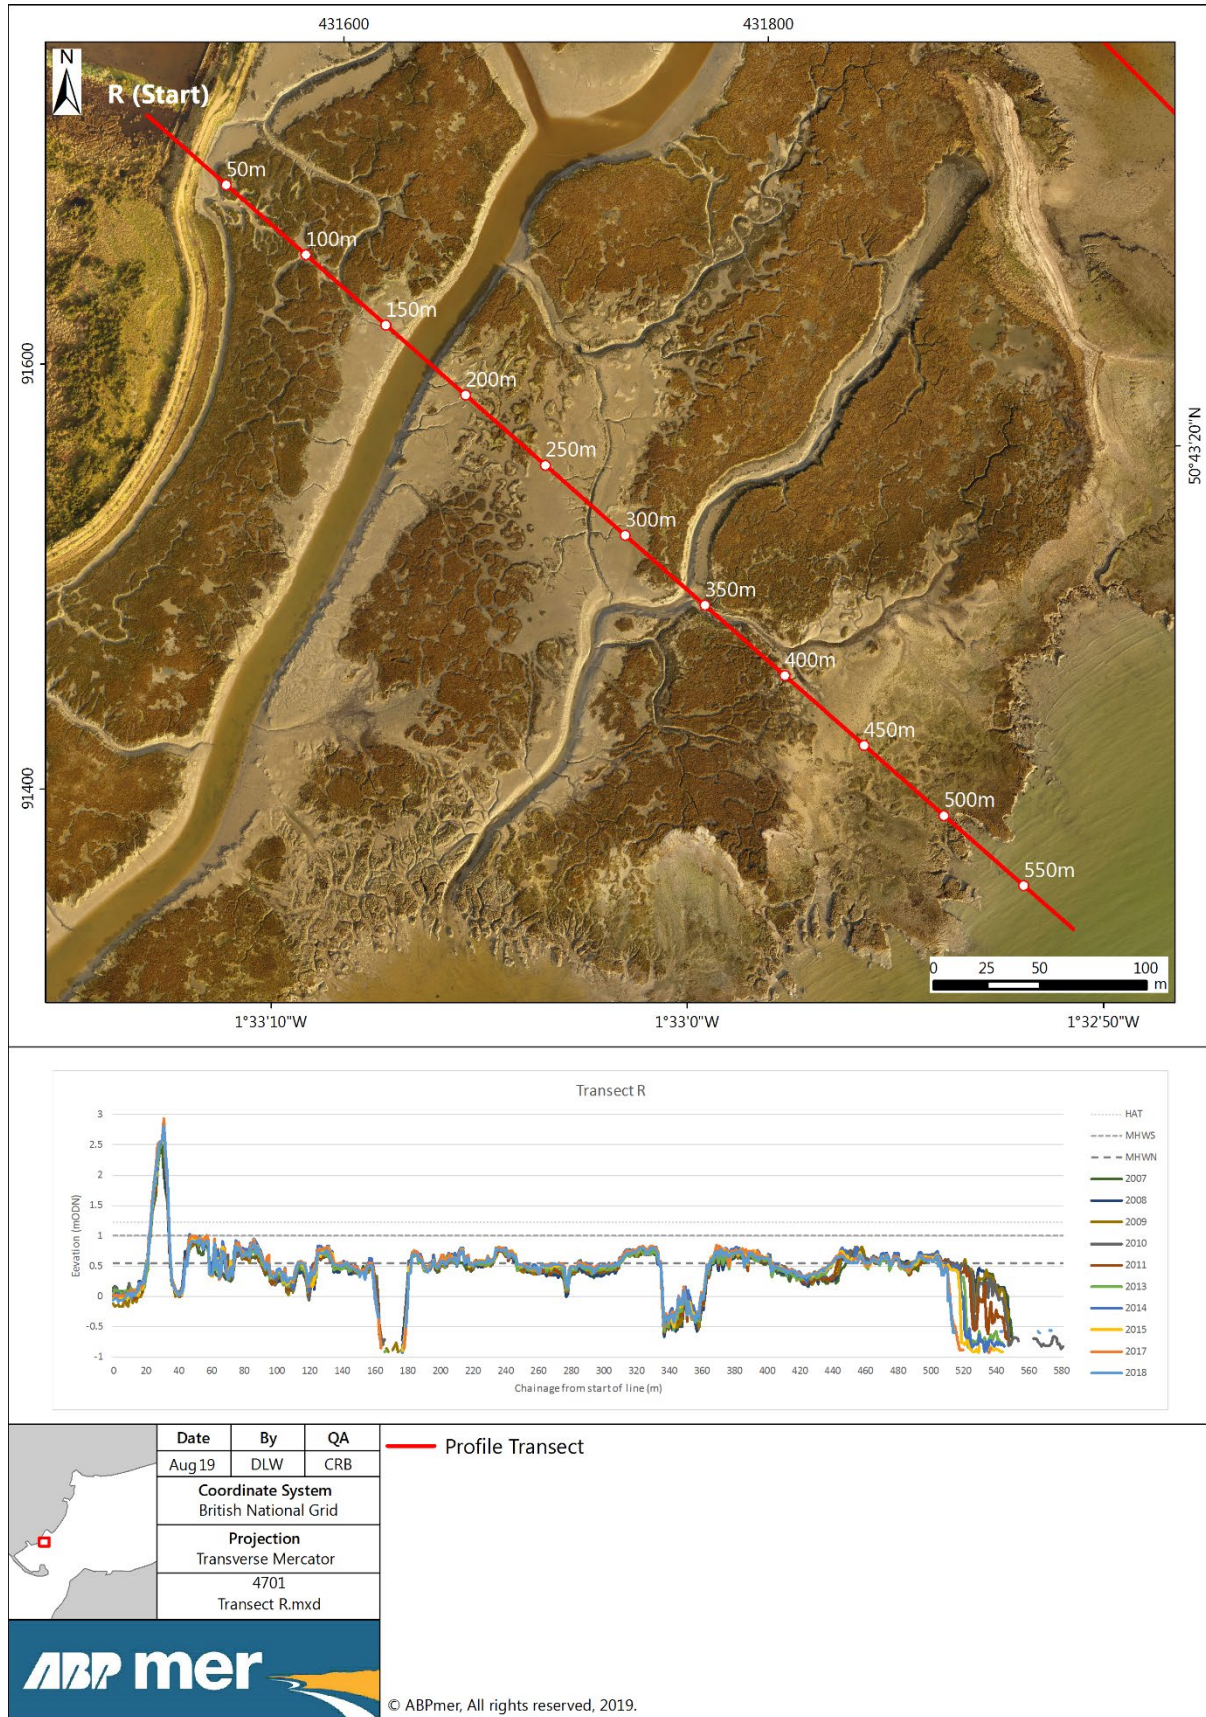 431600
431800
N
R (Start)
50m
100m
150m
91600
200m
50°43'20"N
250m
300m
350m
400m
450m
91400
500m
550m
0 25 50 100
m
1°33'10"W
1°33'0"W
1°32'50"W
Transect R
3
2.5
2
1.5
1
0.5
0
-0.5
-1
Eevation (mODN)
0 20 40 60 80 100 120 140 160 180 200 220 240 260 280 300 320 340 360 380 400 420 440 460 480 500 520 540 560 580
Chainage from start of line (m)
HAT
MHWS
MHWN
2007
2008
2009
2010
2011
2013
2014
2015
2017
2018
Date By QA
Aug 19 DLW CRB
Coordinate System
British National Grid
Projection
Transverse Mercator
4701
Transect R.mxd
Profile Transect
ABP mer
© ABPmer, All rights reserved, 2019.